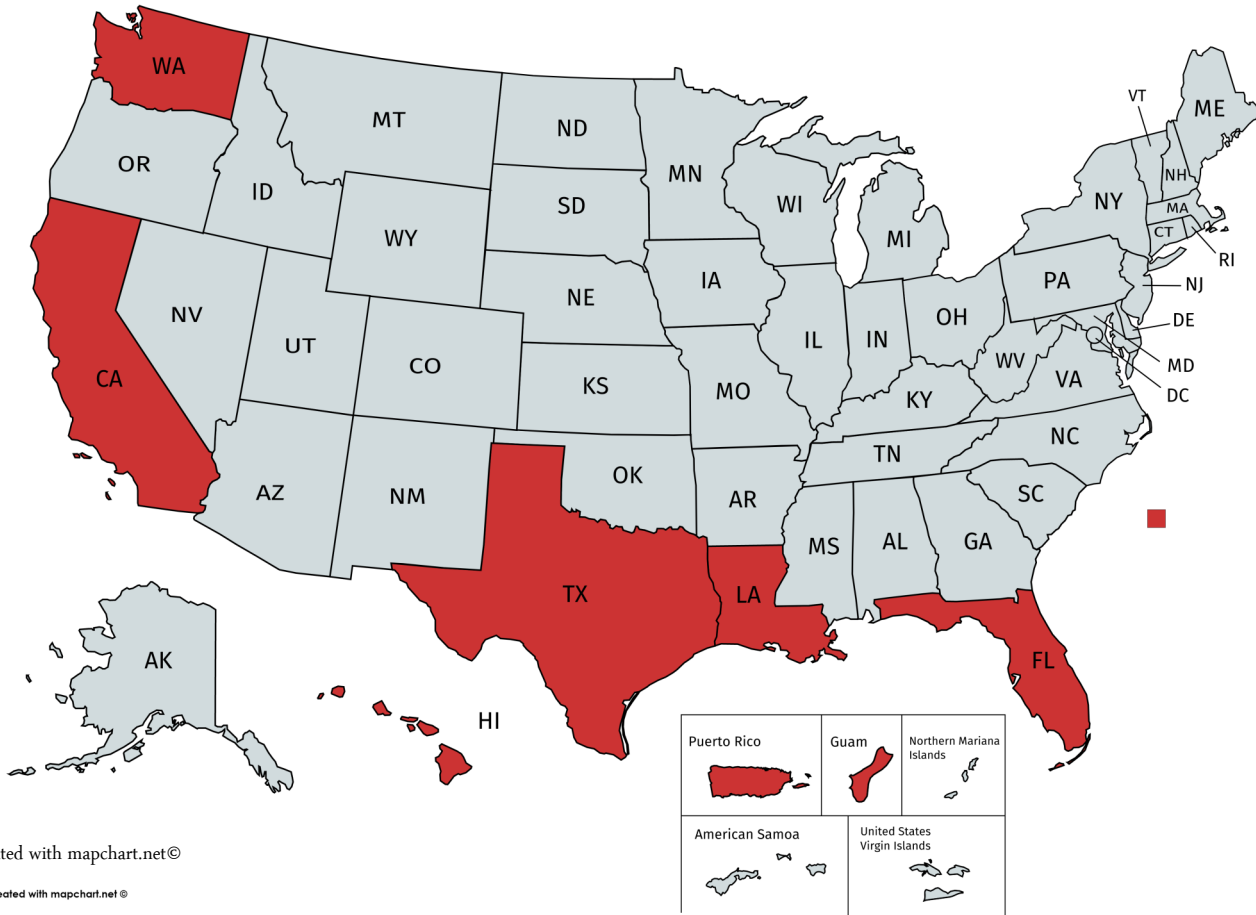 WA
MT
ND
MN
VT
ME
OR
ID
SD
WI
NY
NH
WY
MI
MA
CT
RI
NV
NE
IA
PA
NJ
UT
CO
IL
IN
OH
DE
CA
KS
MO
WV
VA
MD
DC
KY
AZ
NM
OK
AR
TN
NC
SC
MS
AL
GA
TX
LA
FL
AK
HI
Puerto Rico
Guam
Northern Mariana
Islands
American Samoa
United States
Virgin Islands
ted with mapchart.net©
eated with mapchart.net ©